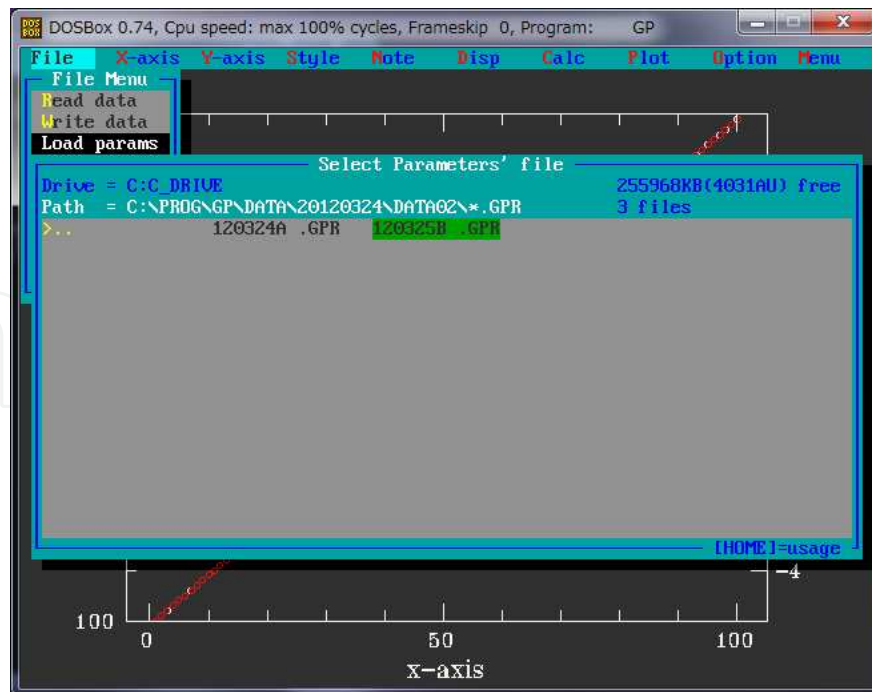 DOSBox 0.74, Cpu speed: max 100% cycles, Frameskip 0, Program: GP
File X-axis Y-axis Style Note Disp Calc Plot Option Menu
File Menu
Read data
Write data
Load params
Select Parameters' file
Drive = C:C_DRIVE 255968KB(4031AU) free
Path = C:\PROG\GP\DATA\20120324\DATA02\*.GPR 3 files
>.. 120324A .GPR 120325B .GPR
[HOME]=usage
-4
100
0 50 100
x-axis